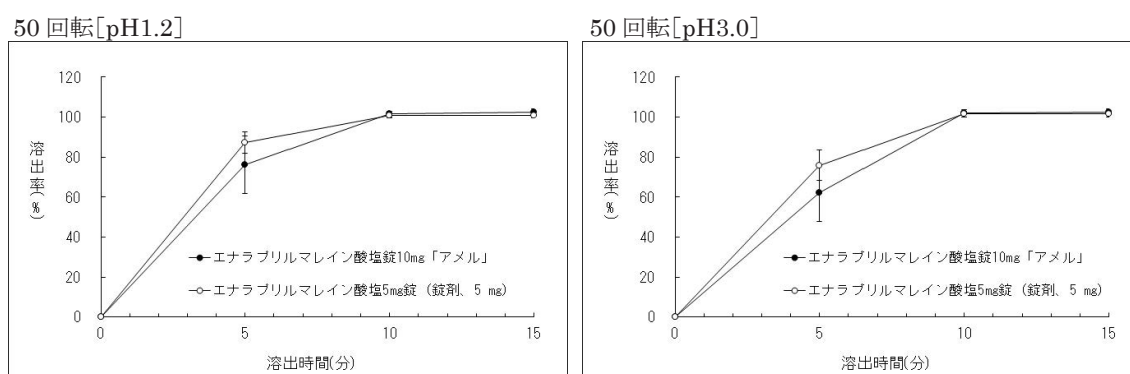 50 回転[pH1.2]
120
100
80
60
40
20
0
溶出率(%)
エナラプリルマレイン酸塩錠10mg「アメル」
エナラプリルマレイン酸塩5mg錠 (錠剤、5 mg)
0 5 10 15
溶出時間(分)
50 回転[pH3.0]
120
100
80
60
40
20
0
溶出率(%)
エナラプリルマレイン酸塩錠10mg「アメル」
エナラプリルマレイン酸塩5mg錠 (錠剤、5 mg)
0 5 10 15
溶出時間(分)